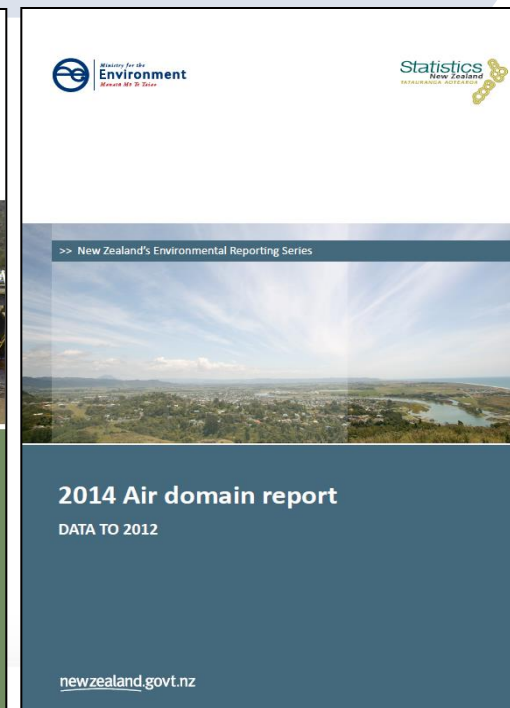 Ministry for the
Environment
Manatū Mō Te Taiao
Statistics
New Zealand
TATAURANGA AOTEAROA
>> New Zealand's Environmental Reporting Series
2014 Air domain report
DATA TO 2012
newzealand.govt.nz